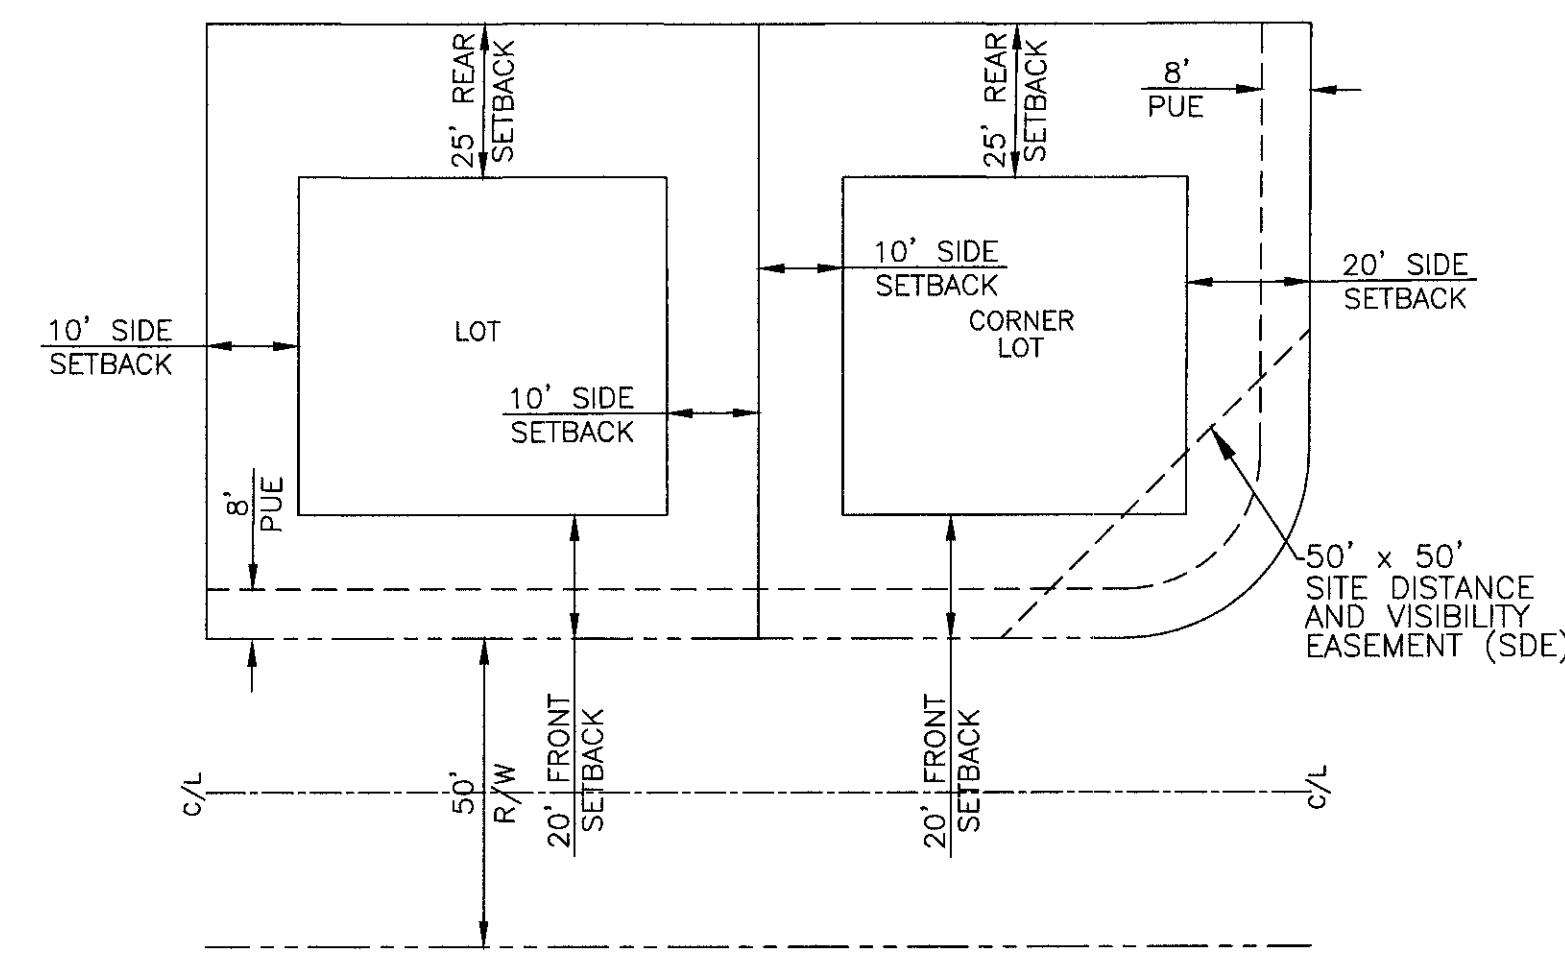 25' REAR
SETBACK
25' REAR
SETBACK
8'
PUE
10' SIDE
SETBACK
20' SIDE
SETBACK
10' SIDE
SETBACK
LOT
CORNER
LOT
10' SIDE
SETBACK
8'
PUE
50' x 50'
SITE DISTANCE
AND VISIBILITY
EASEMENT (SDE)
C/L
50'
R/W
20' FRONT
SETBACK
20' FRONT
SETBACK
C/L